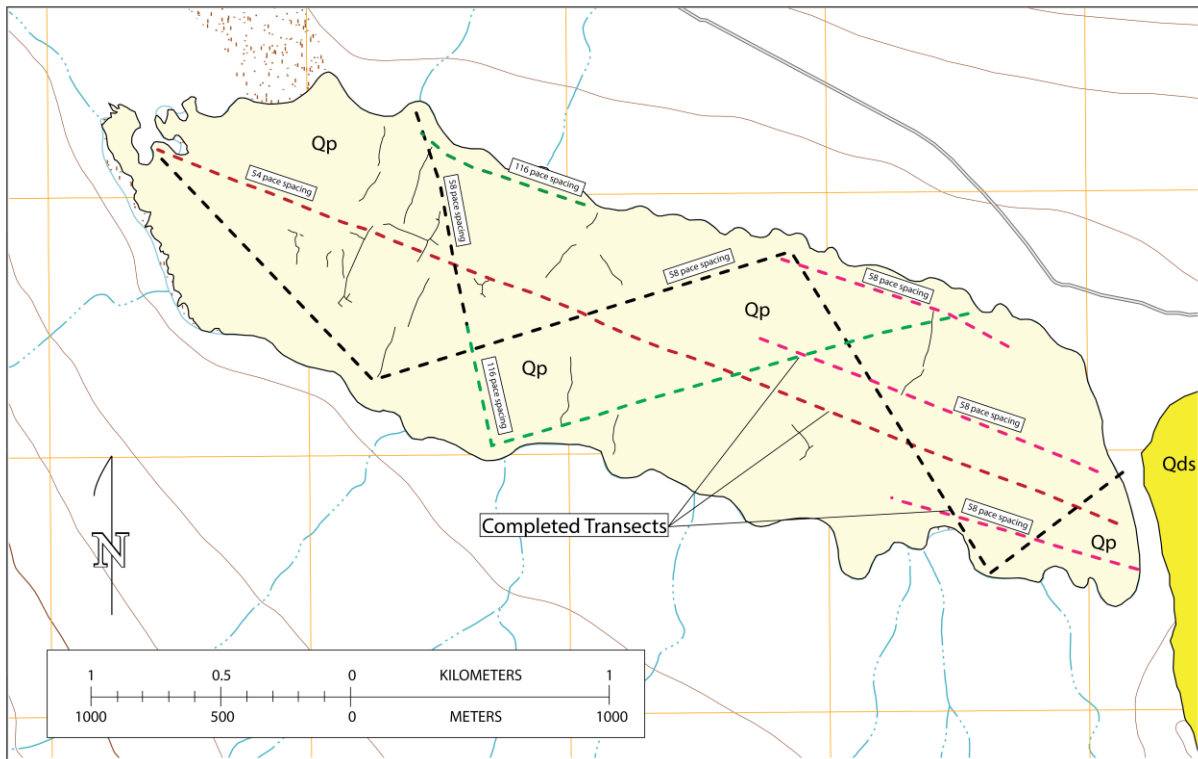 Qp
54 pace spacing
58 pace spacing
116 pace spacing
58 pace spacing
58 pace spacing
Qp
Qp
116 pace spacing
58 pace spacing
Qds
58 pace spacing
Completed Transects
Qp
N
1 0.5 0 KILOMETERS 1
1000 500 0 METERS 1000